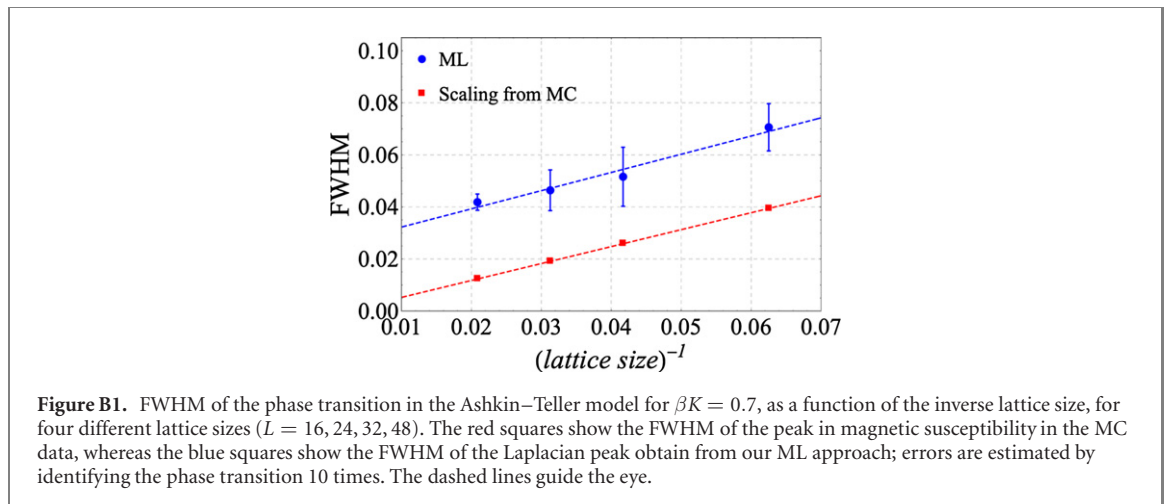 0.10
ML
Scaling from MC
0.08
0.06
FWHM
0.04
0.02
0.00
0.01 0.02 0.03 0.04 0.05 0.06 0.07
(lattice size)⁻¹
Figure B1. FWHM of the phase transition in the Ashkin–Teller model for βK = 0.7, as a function of the inverse lattice size, for
four different lattice sizes (L = 16, 24, 32, 48). The red squares show the FWHM of the peak in magnetic susceptibility in the MC
data, whereas the blue squares show the FWHM of the Laplacian peak obtain from our ML approach; errors are estimated by
identifying the phase transition 10 times. The dashed lines guide the eye.